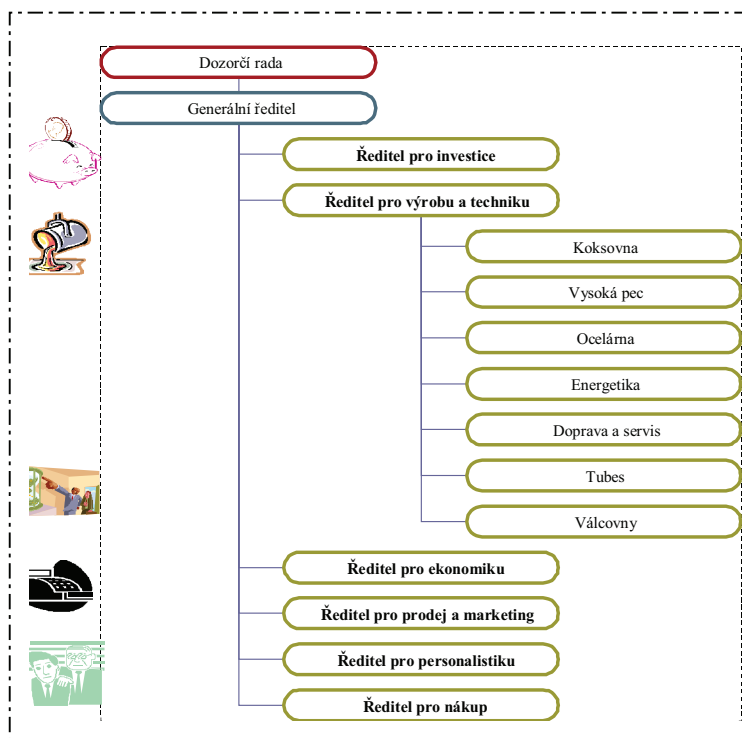 Dozorčí rada
Generální ředitel
Ředitel pro investice
Ředitel pro výrobu a techniku
Koksovna
Vysoká pec
Ocelárna
Energetika
Doprava a servis
Tubes
Válcovny
Ředitel pro ekonomiku
Ředitel pro prodej a marketing
Ředitel pro personalistiku
Ředitel pro nákup